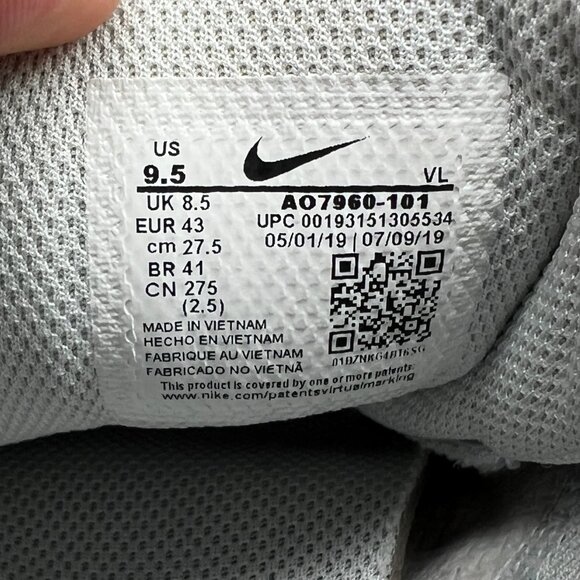 US
9.5
VL
UK 8.5
AO7960-101
EUR 43
UPC 00193151305534
cm 27.5
05/01/19 | 07/09/19
BR 41
CN 275
(2.5)
MADE IN VIETNAM
HECHO EN VIETNAM
FABRIQUE AU VIETNAM
FABRICADO NO VIETNÃ
This product is covered by one or more patents:
www.nike.com/patentsvirtualmarking